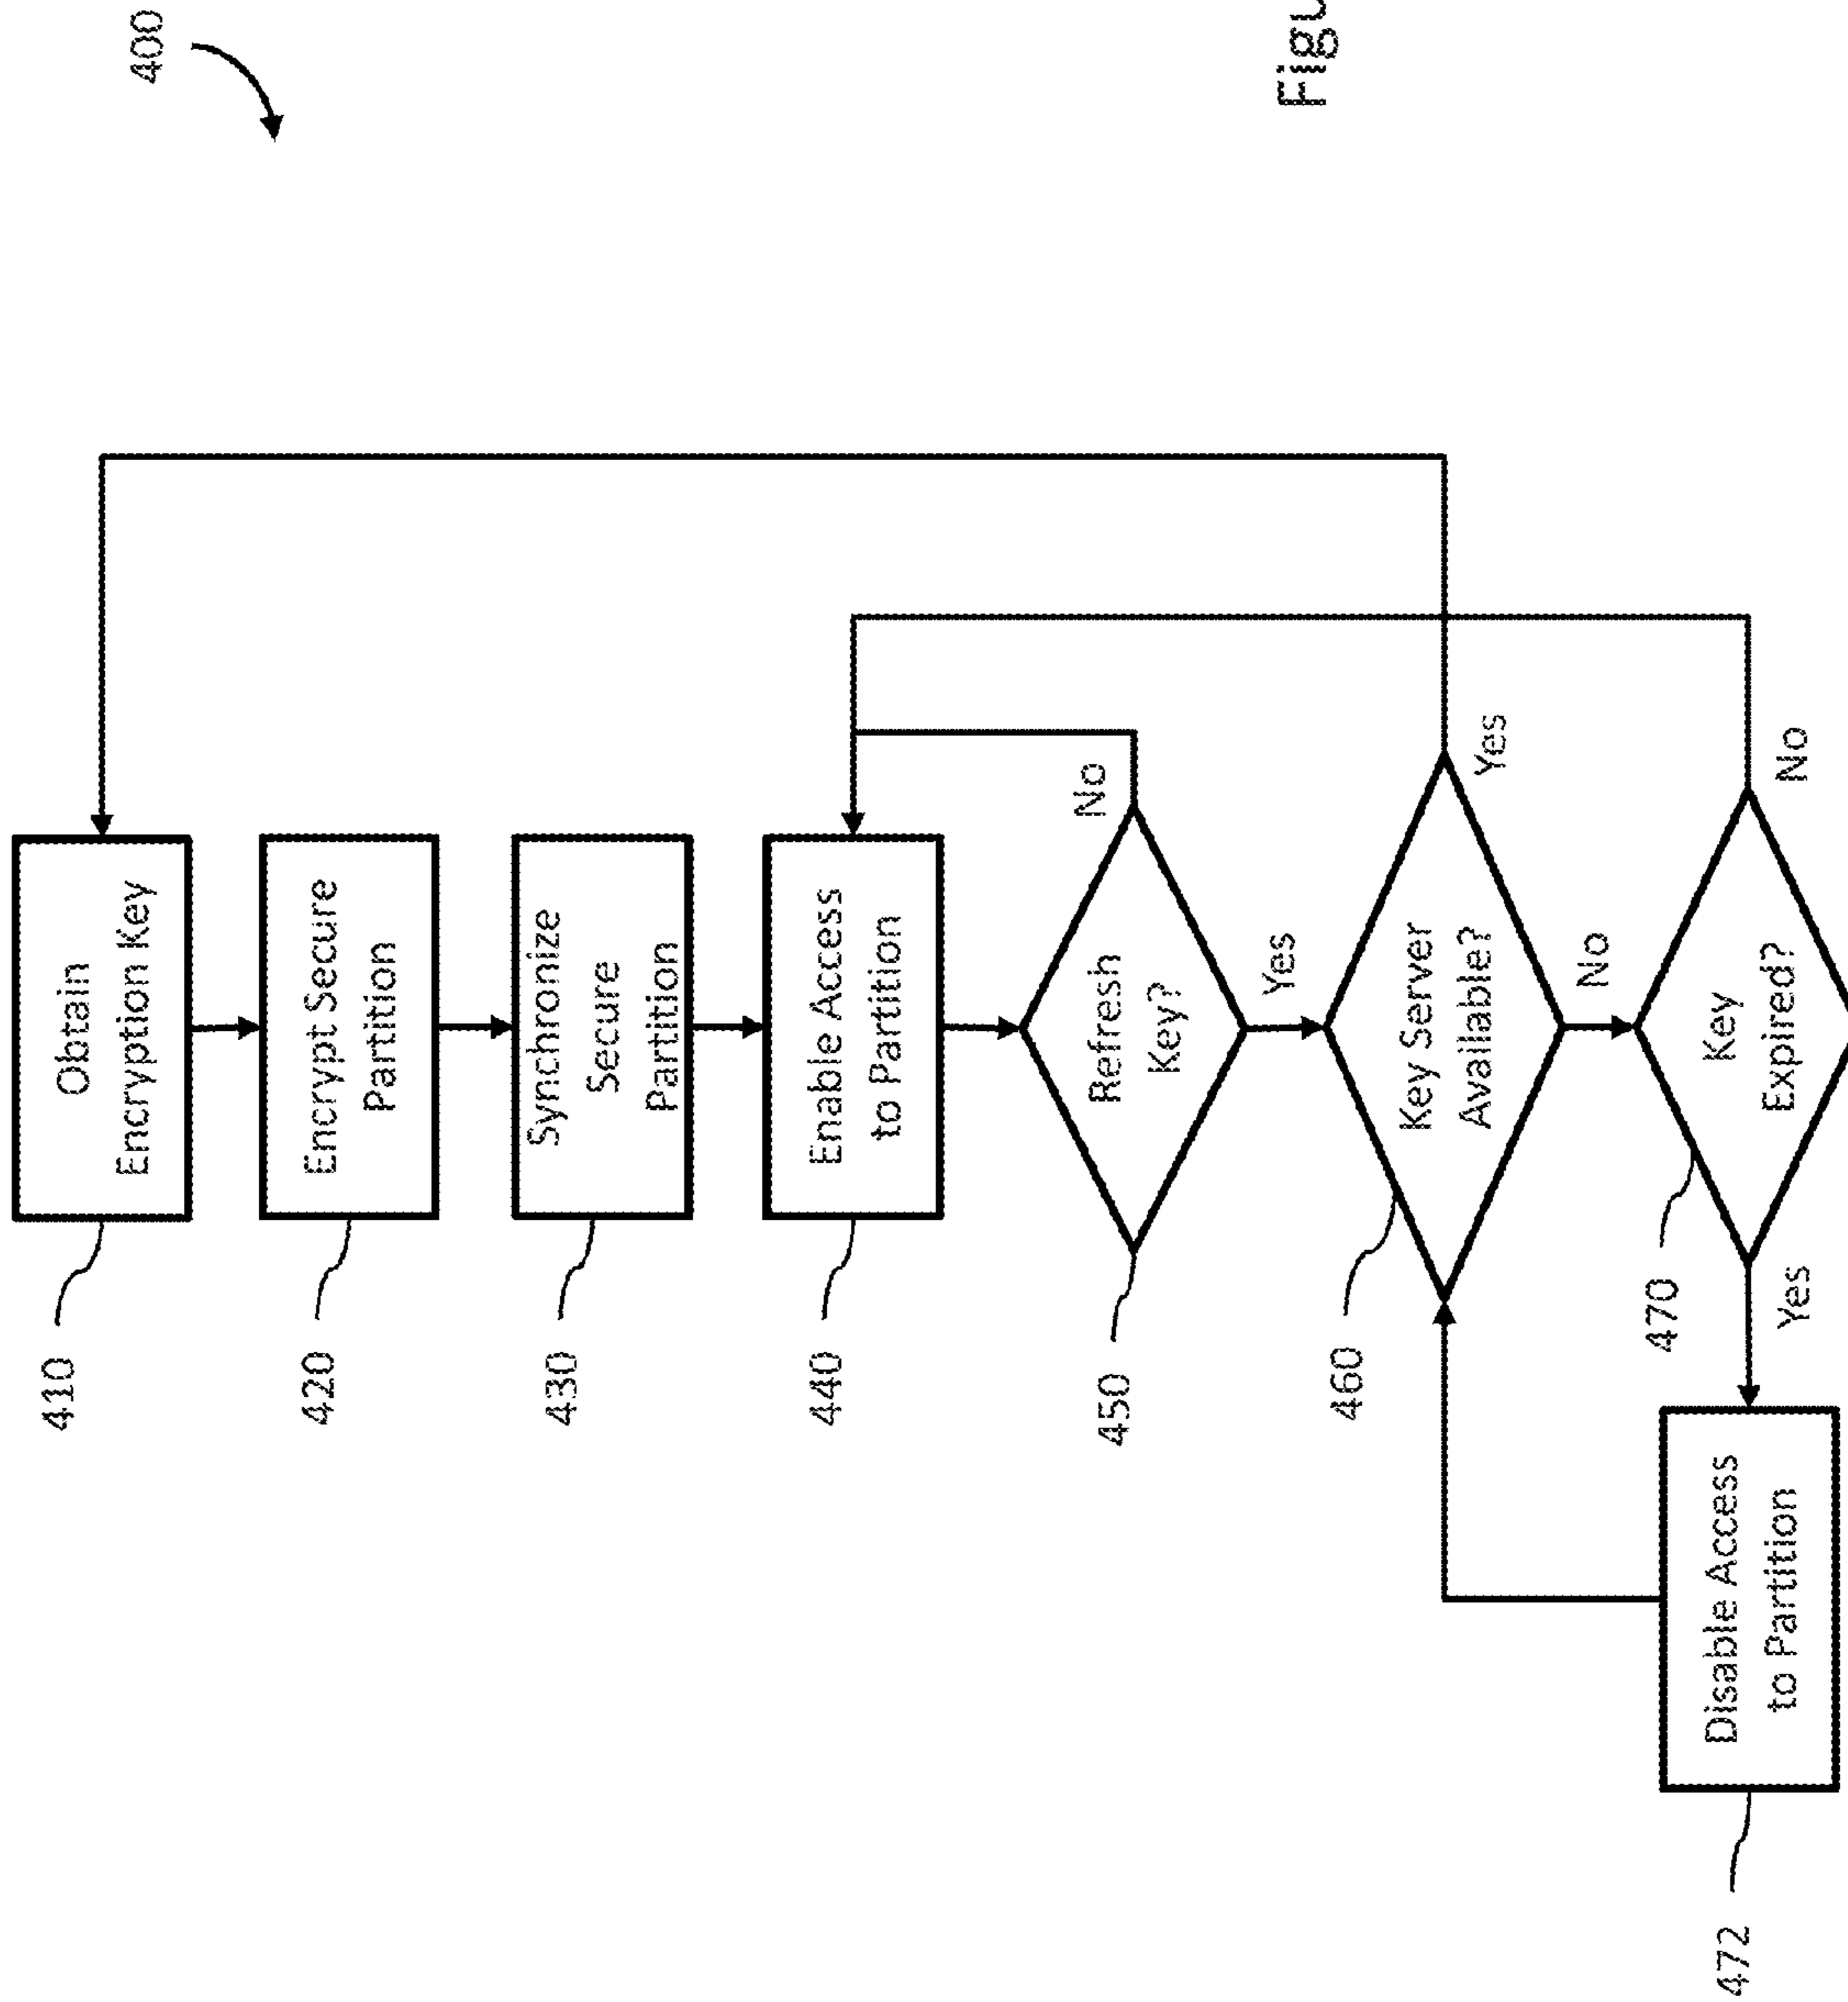 400
410
Obtain
Encryption Key
420
Encrypt Secure
Partition
430
Synchronize
Secure
Partition
440
Enable Access
to Partition
450
Refresh
Key?
No
Yes
460
Key Server
Available?
Yes
No
470
Key
Expired?
No
Yes
472
Disable Access
to Partition